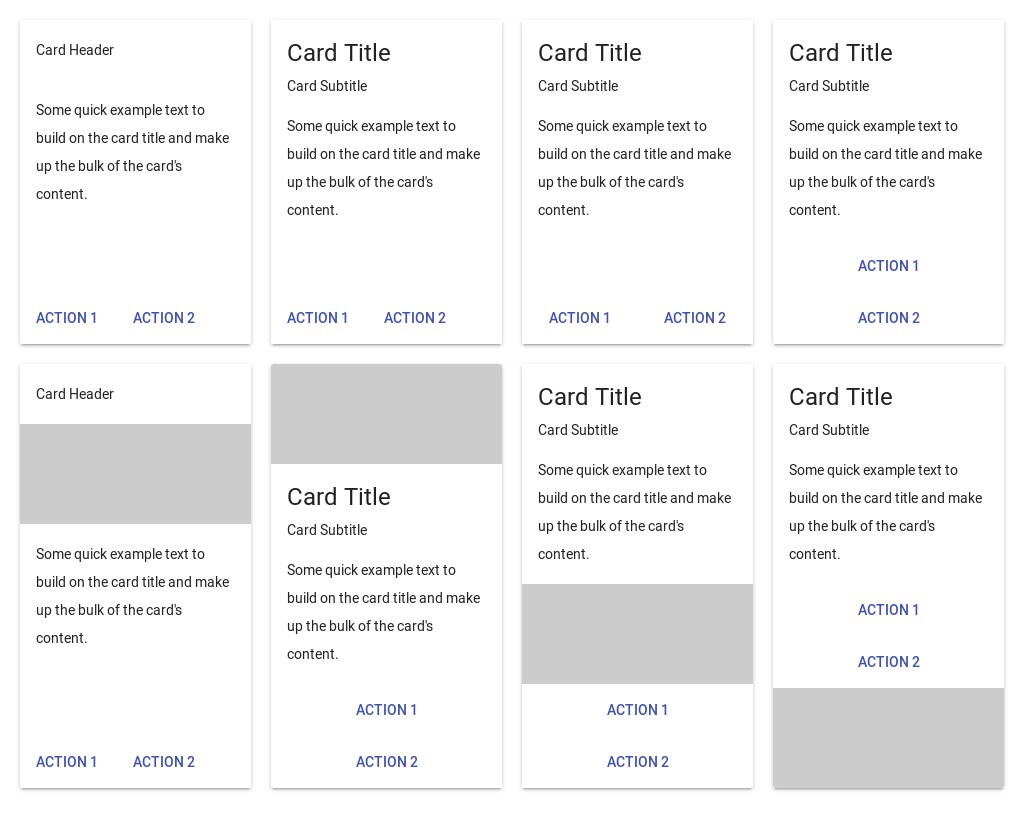 Card Header
Some quick example text to
build on the card title and make
up the bulk of the card's
content.
ACTION 1
ACTION 2
Card Title
Card Subtitle
Some quick example text to
build on the card title and make
up the bulk of the card's
content.
ACTION 1
ACTION 2
Card Title
Card Subtitle
Some quick example text to
build on the card title and make
up the bulk of the card's
content.
ACTION 1
ACTION 2
Card Title
Card Subtitle
Some quick example text to
build on the card title and make
up the bulk of the card's
content.
ACTION 1
ACTION 2
Card Header
Some quick example text to
build on the card title and make
up the bulk of the card's
content.
ACTION 1
ACTION 2
Card Title
Card Subtitle
Some quick example text to
build on the card title and make
up the bulk of the card's
content.
ACTION 1
ACTION 2
Card Title
Card Subtitle
Some quick example text to
build on the card title and make
up the bulk of the card's
content.
ACTION 1
ACTION 2
Card Title
Card Subtitle
Some quick example text to
build on the card title and make
up the bulk of the card's
content.
ACTION 1
ACTION 2